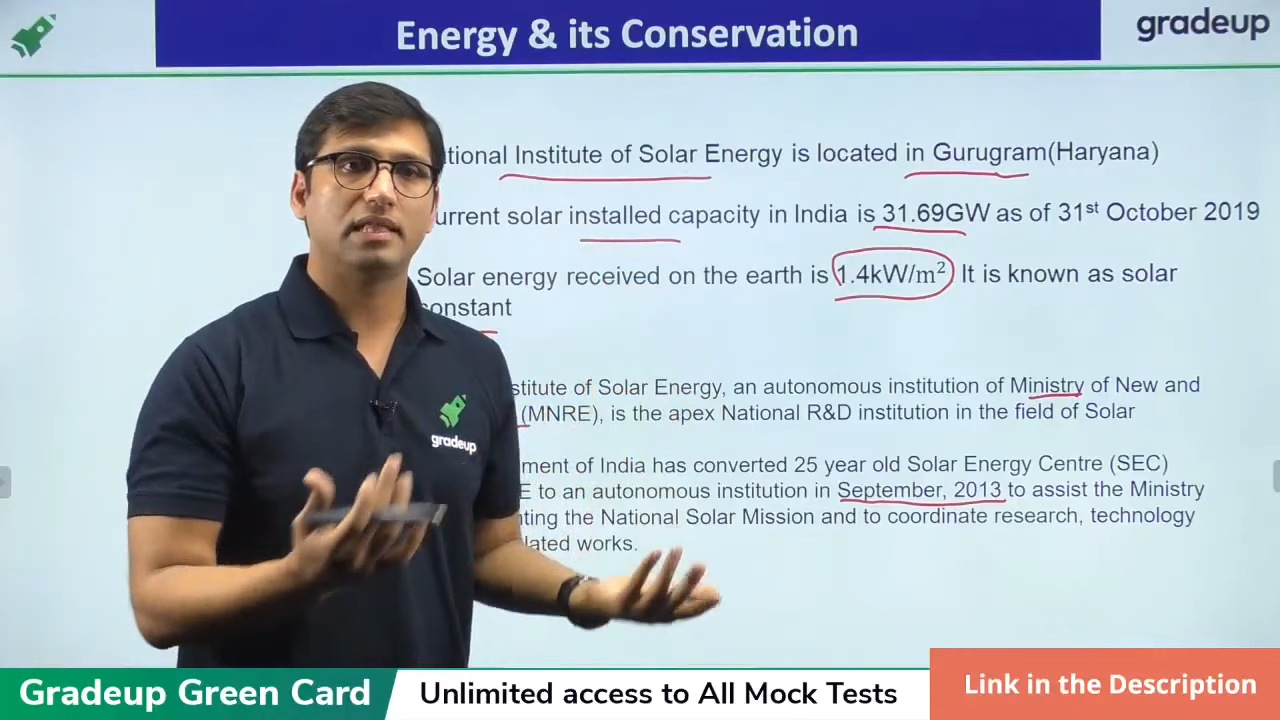 Energy & its Conservation
gradeup
tional Institute of Solar Energy is located in Gurugram(Haryana)
urrent solar installed capacity in India is 31.69GW as of 31st October 2019
Solar energy received on the earth is 1.4kW/m² It is known as solar
constant
stitute of Solar Energy, an autonomous institution of Ministry of New and
(MNRE), is the apex National R&D institution in the field of Solar
ment of India has converted 25 year old Solar Energy Centre (SEC)
E to an autonomous institution in September, 2013 to assist the Ministry
nting the National Solar Mission and to coordinate research, technology
lated works.
gradeup
Gradeup Green Card
Unlimited access to All Mock Tests
Link in the Description